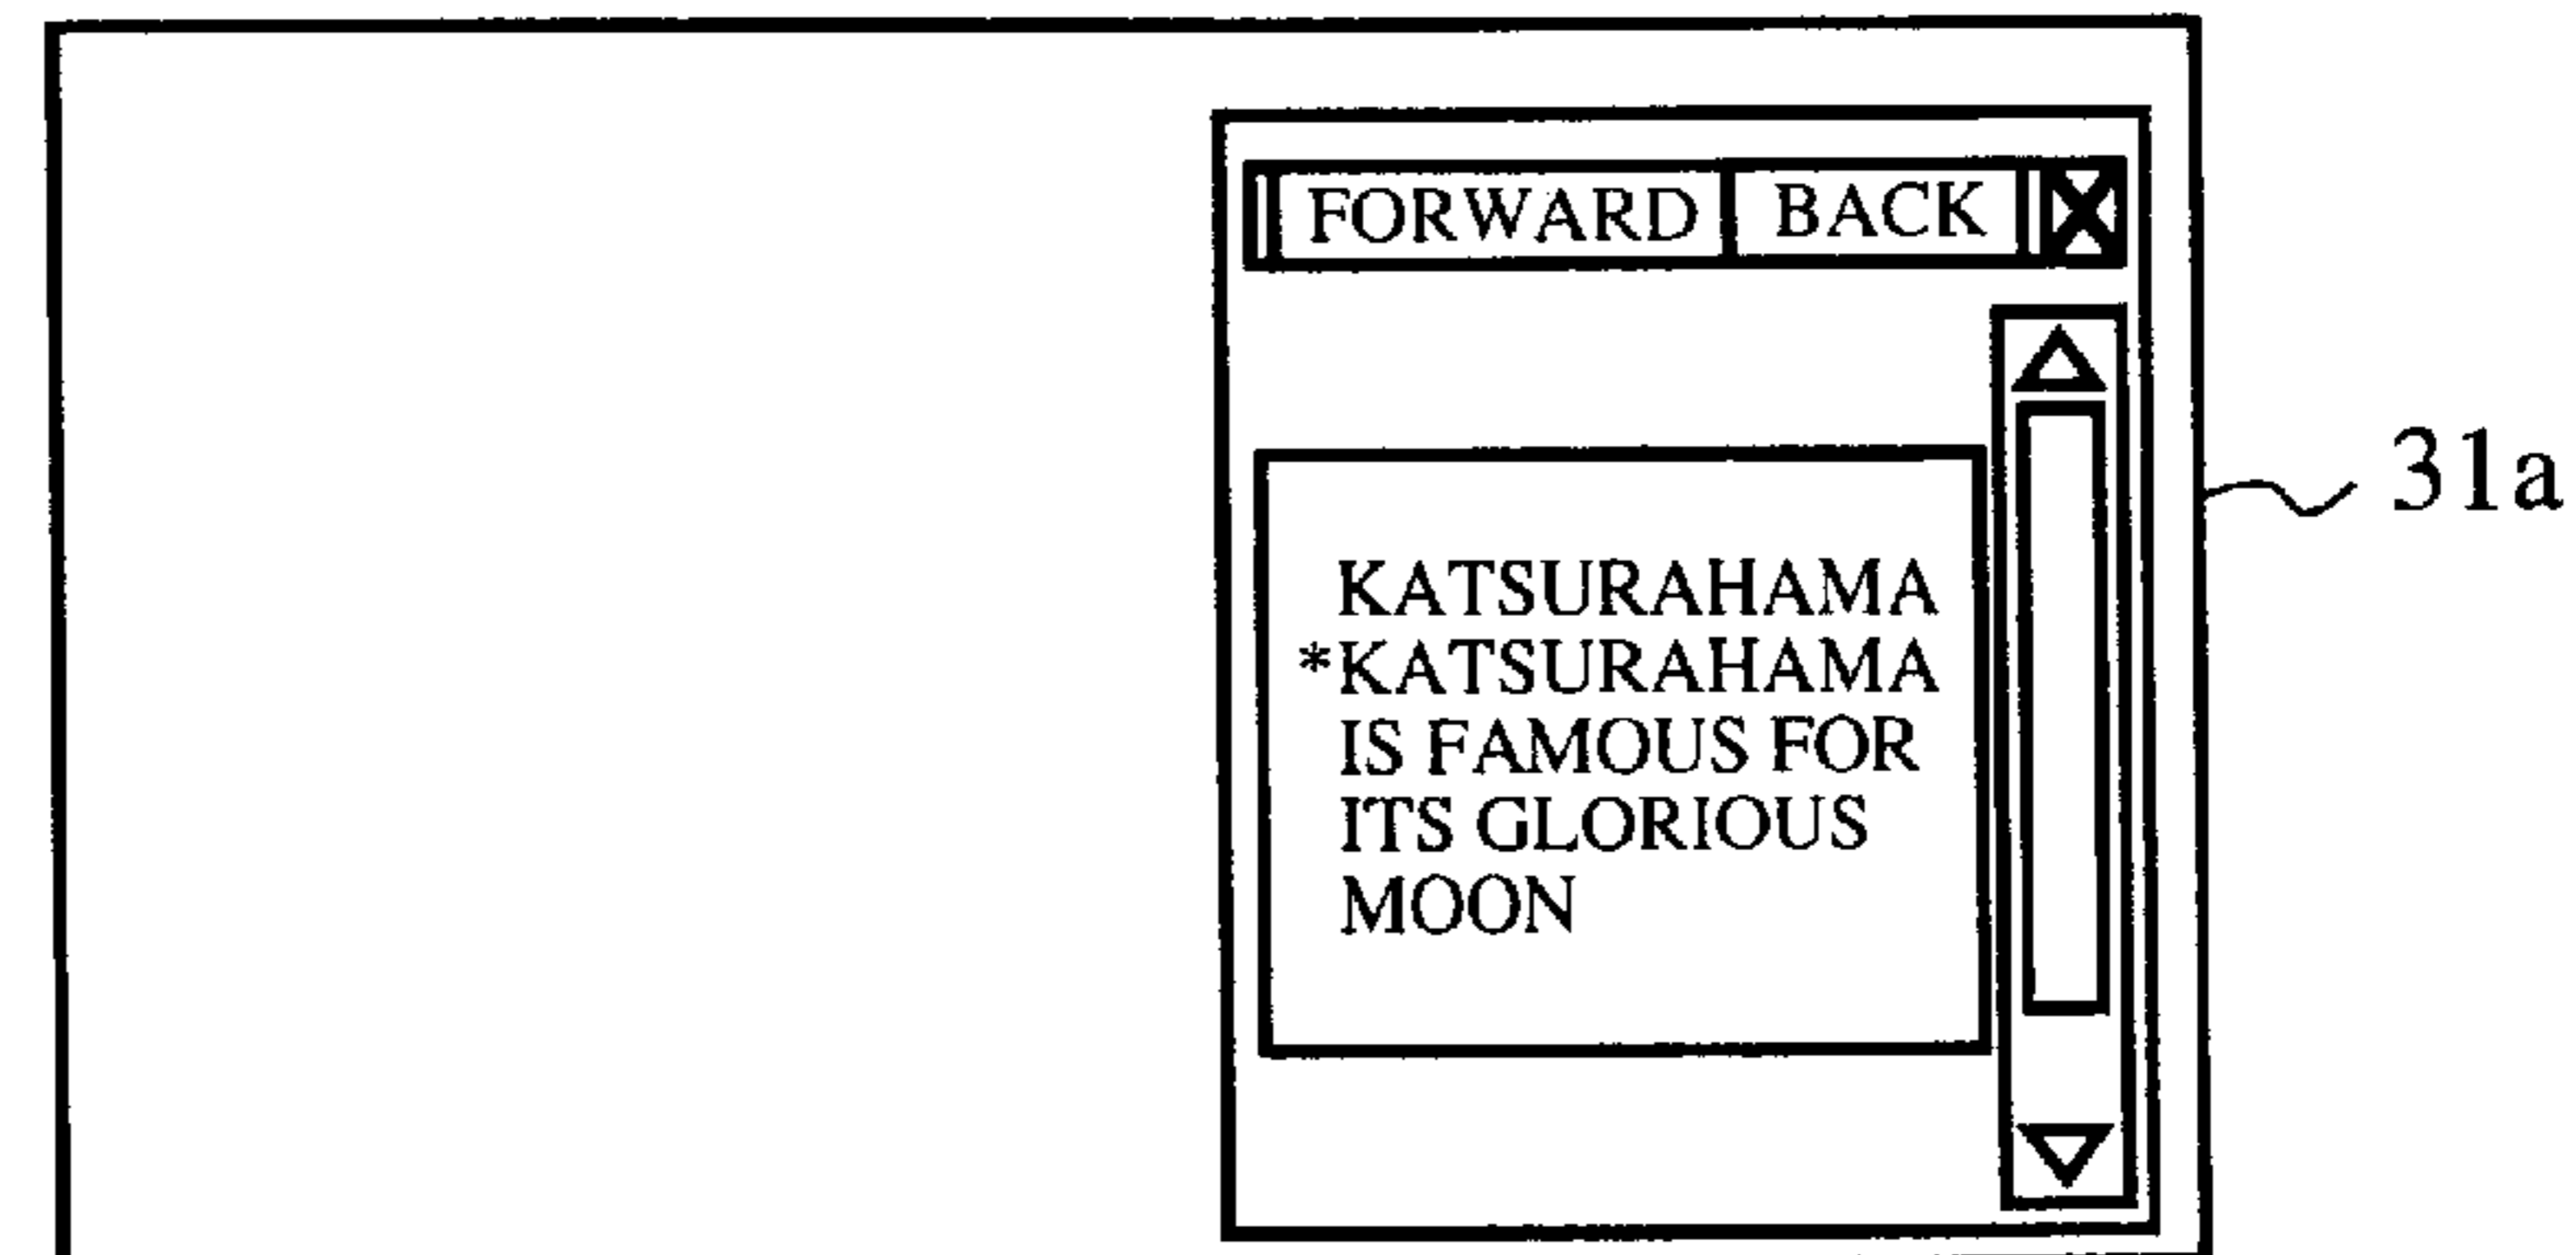 FORWARD BACK
31a
KATSURAHAMA
*KATSURAHAMA
IS FAMOUS FOR
ITS GLORIOUS
MOON